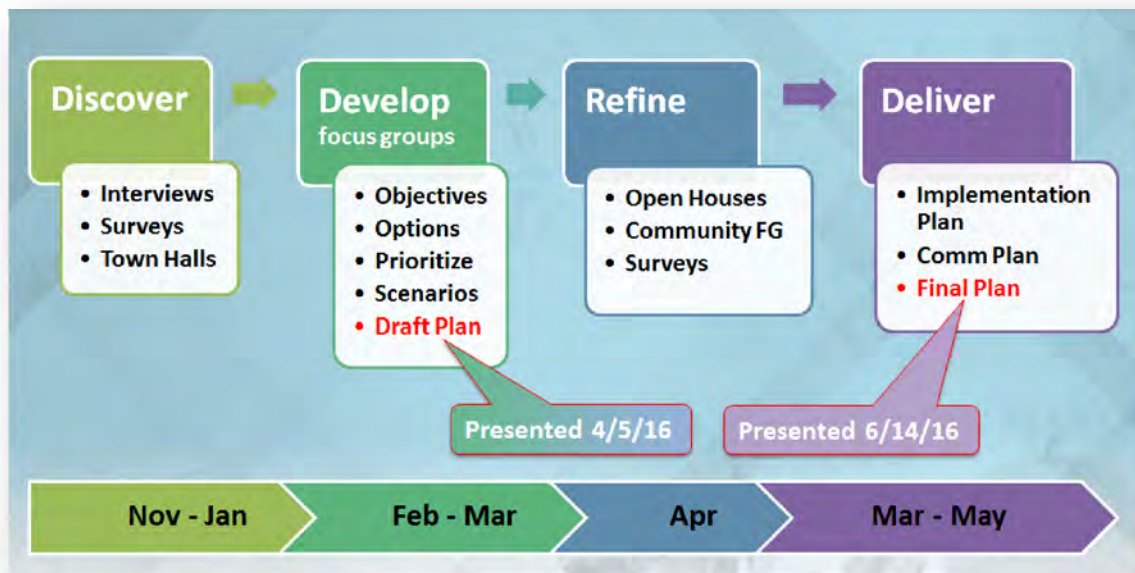 Discover
• Interviews
• Surveys
• Town Halls
Develop
focus groups
• Objectives
• Options
• Prioritize
• Scenarios
• Draft Plan
Refine
• Open Houses
• Community FG
• Surveys
Deliver
• Implementation
Plan
• Comm Plan
• Final Plan
Presented 4/5/16
Presented 6/14/16
Nov - Jan
Feb - Mar
Apr
Mar - May